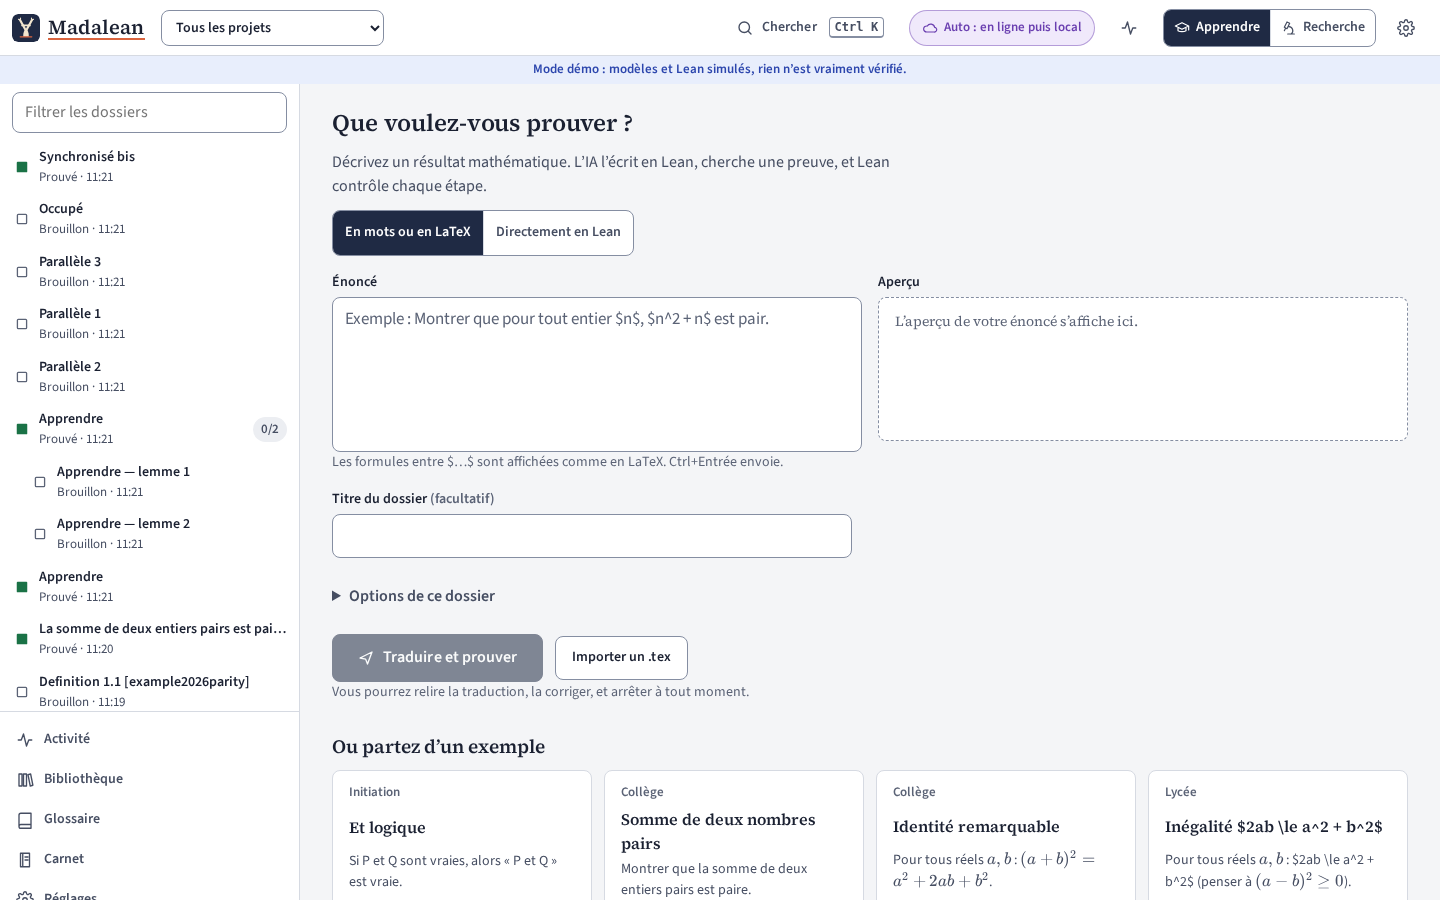 Madalean
Tous les projets
Chercher Ctrl K
Auto : en ligne puis local
Apprendre
Recherche
Mode démo : modèles et Lean simulés, rien n’est vraiment vérifié.
Filtrer les dossiers
Synchronisé bis
Prouvé · 11:21
Occupé
Brouillon · 11:21
Parallèle 3
Brouillon · 11:21
Parallèle 1
Brouillon · 11:21
Parallèle 2
Brouillon · 11:21
Apprendre
Prouvé · 11:21
0/2
Apprendre — lemme 1
Brouillon · 11:21
Apprendre — lemme 2
Brouillon · 11:21
Apprendre
Prouvé · 11:21
La somme de deux entiers pairs est pai…
Prouvé · 11:20
Definition 1.1 [example2026parity]
Brouillon · 11:19
Activité
Bibliothèque
Glossaire
Carnet
Réglages
Que voulez-vous prouver ?
Décrivez un résultat mathématique. L’IA l’écrit en Lean, cherche une preuve, et Lean
contrôle chaque étape.
En mots ou en LaTeX
Directement en Lean
Énoncé
Exemple : Montrer que pour tout entier $n$, $n^2 + n$ est pair.
Les formules entre $…$ sont affichées comme en LaTeX. Ctrl+Entrée envoie.
Aperçu
L’aperçu de votre énoncé s’affiche ici.
Titre du dossier (facultatif)
Options de ce dossier
Traduire et prouver
Importer un .tex
Vous pourrez relire la traduction, la corriger, et arrêter à tout moment.
Ou partez d’un exemple
Initiation
Et logique
Si P et Q sont vraies, alors « P et Q »
est vraie.
Collège
Somme de deux nombres
pairs
Montrer que la somme de deux
entiers pairs est paire.
Collège
Identité remarquable
Pour tous réels a, b : (a + b)² =
a² + 2ab + b².
Lycée
Inégalité $2ab \le a^2 + b^2$
Pour tous réels a, b : $2ab \le a^2 +
b^2$ (penser à (a − b)² ≥ 0).